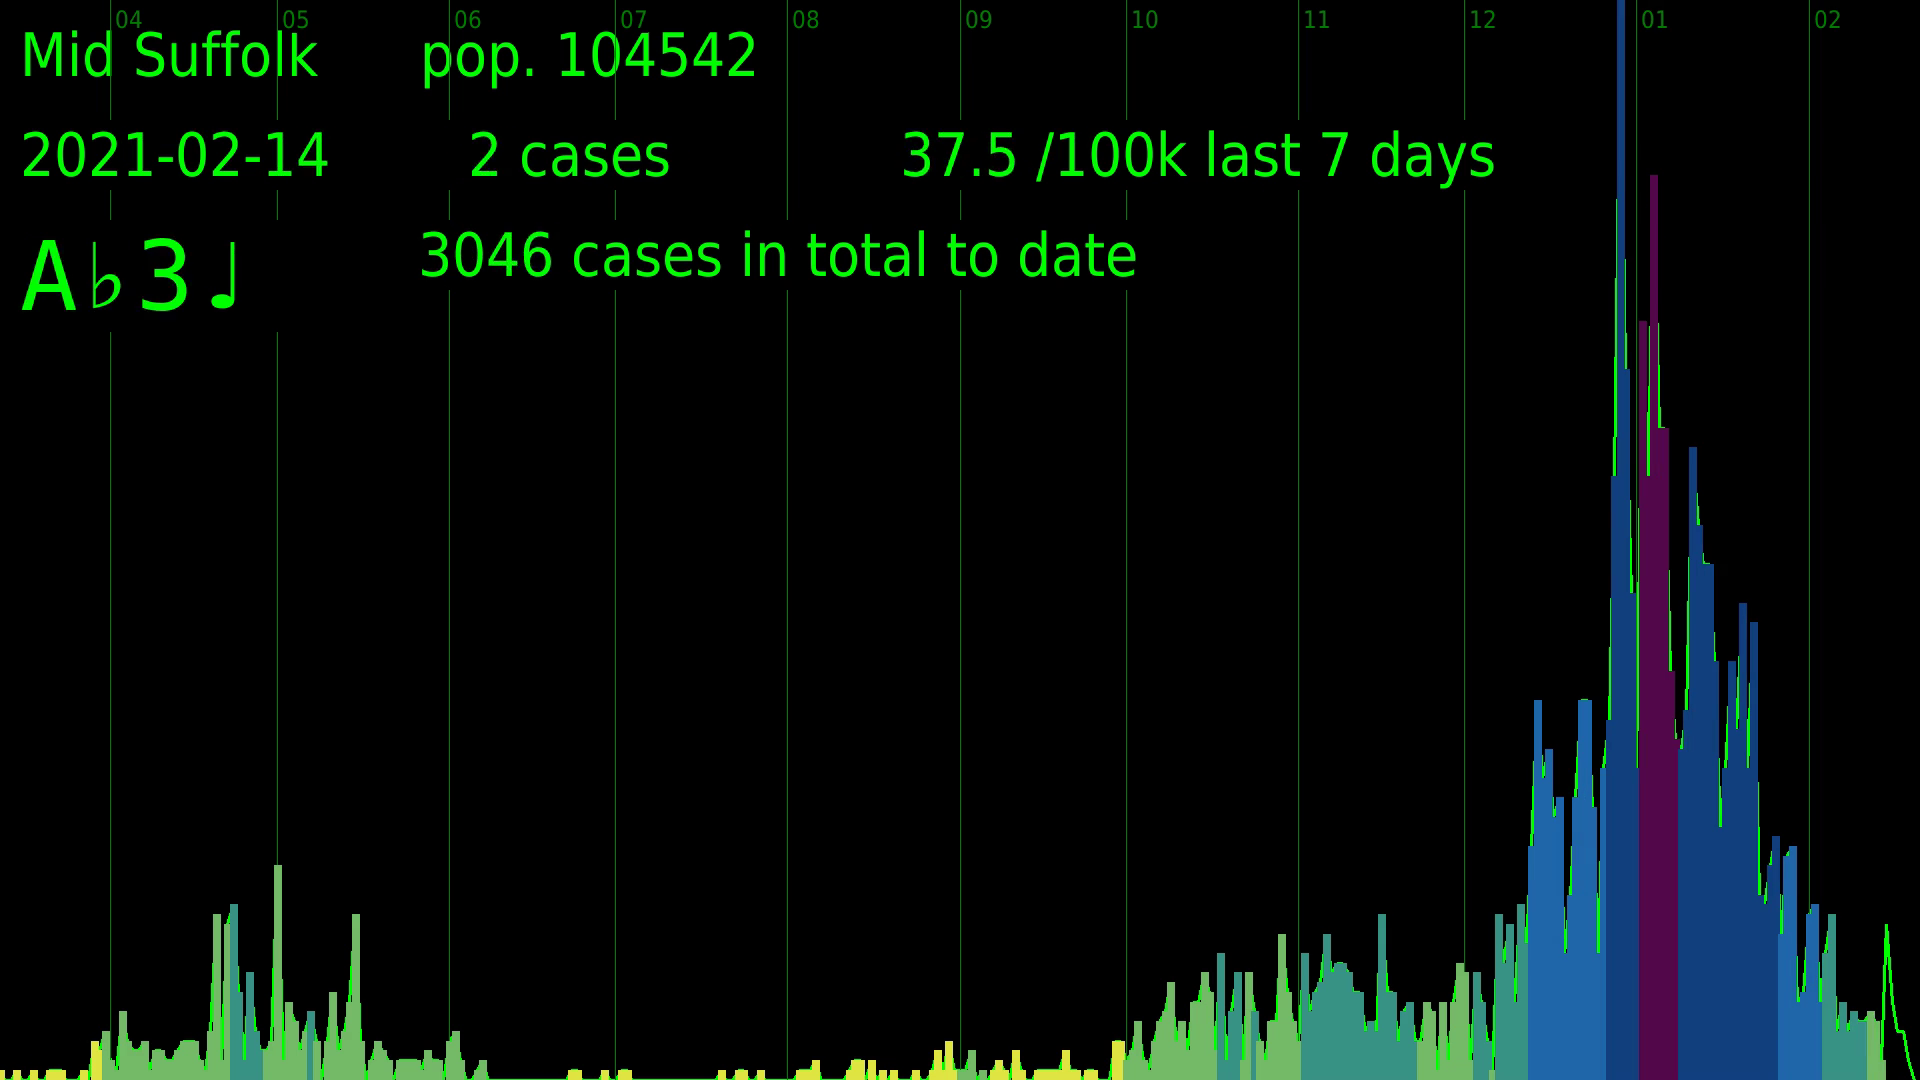 04 05 06 07 08 09 10 11 12 01 02
Mid Suffolk pop. 104542
2021-02-14 2 cases 37.5 /100k last 7 days
A♭3♩ 3046 cases in total to date